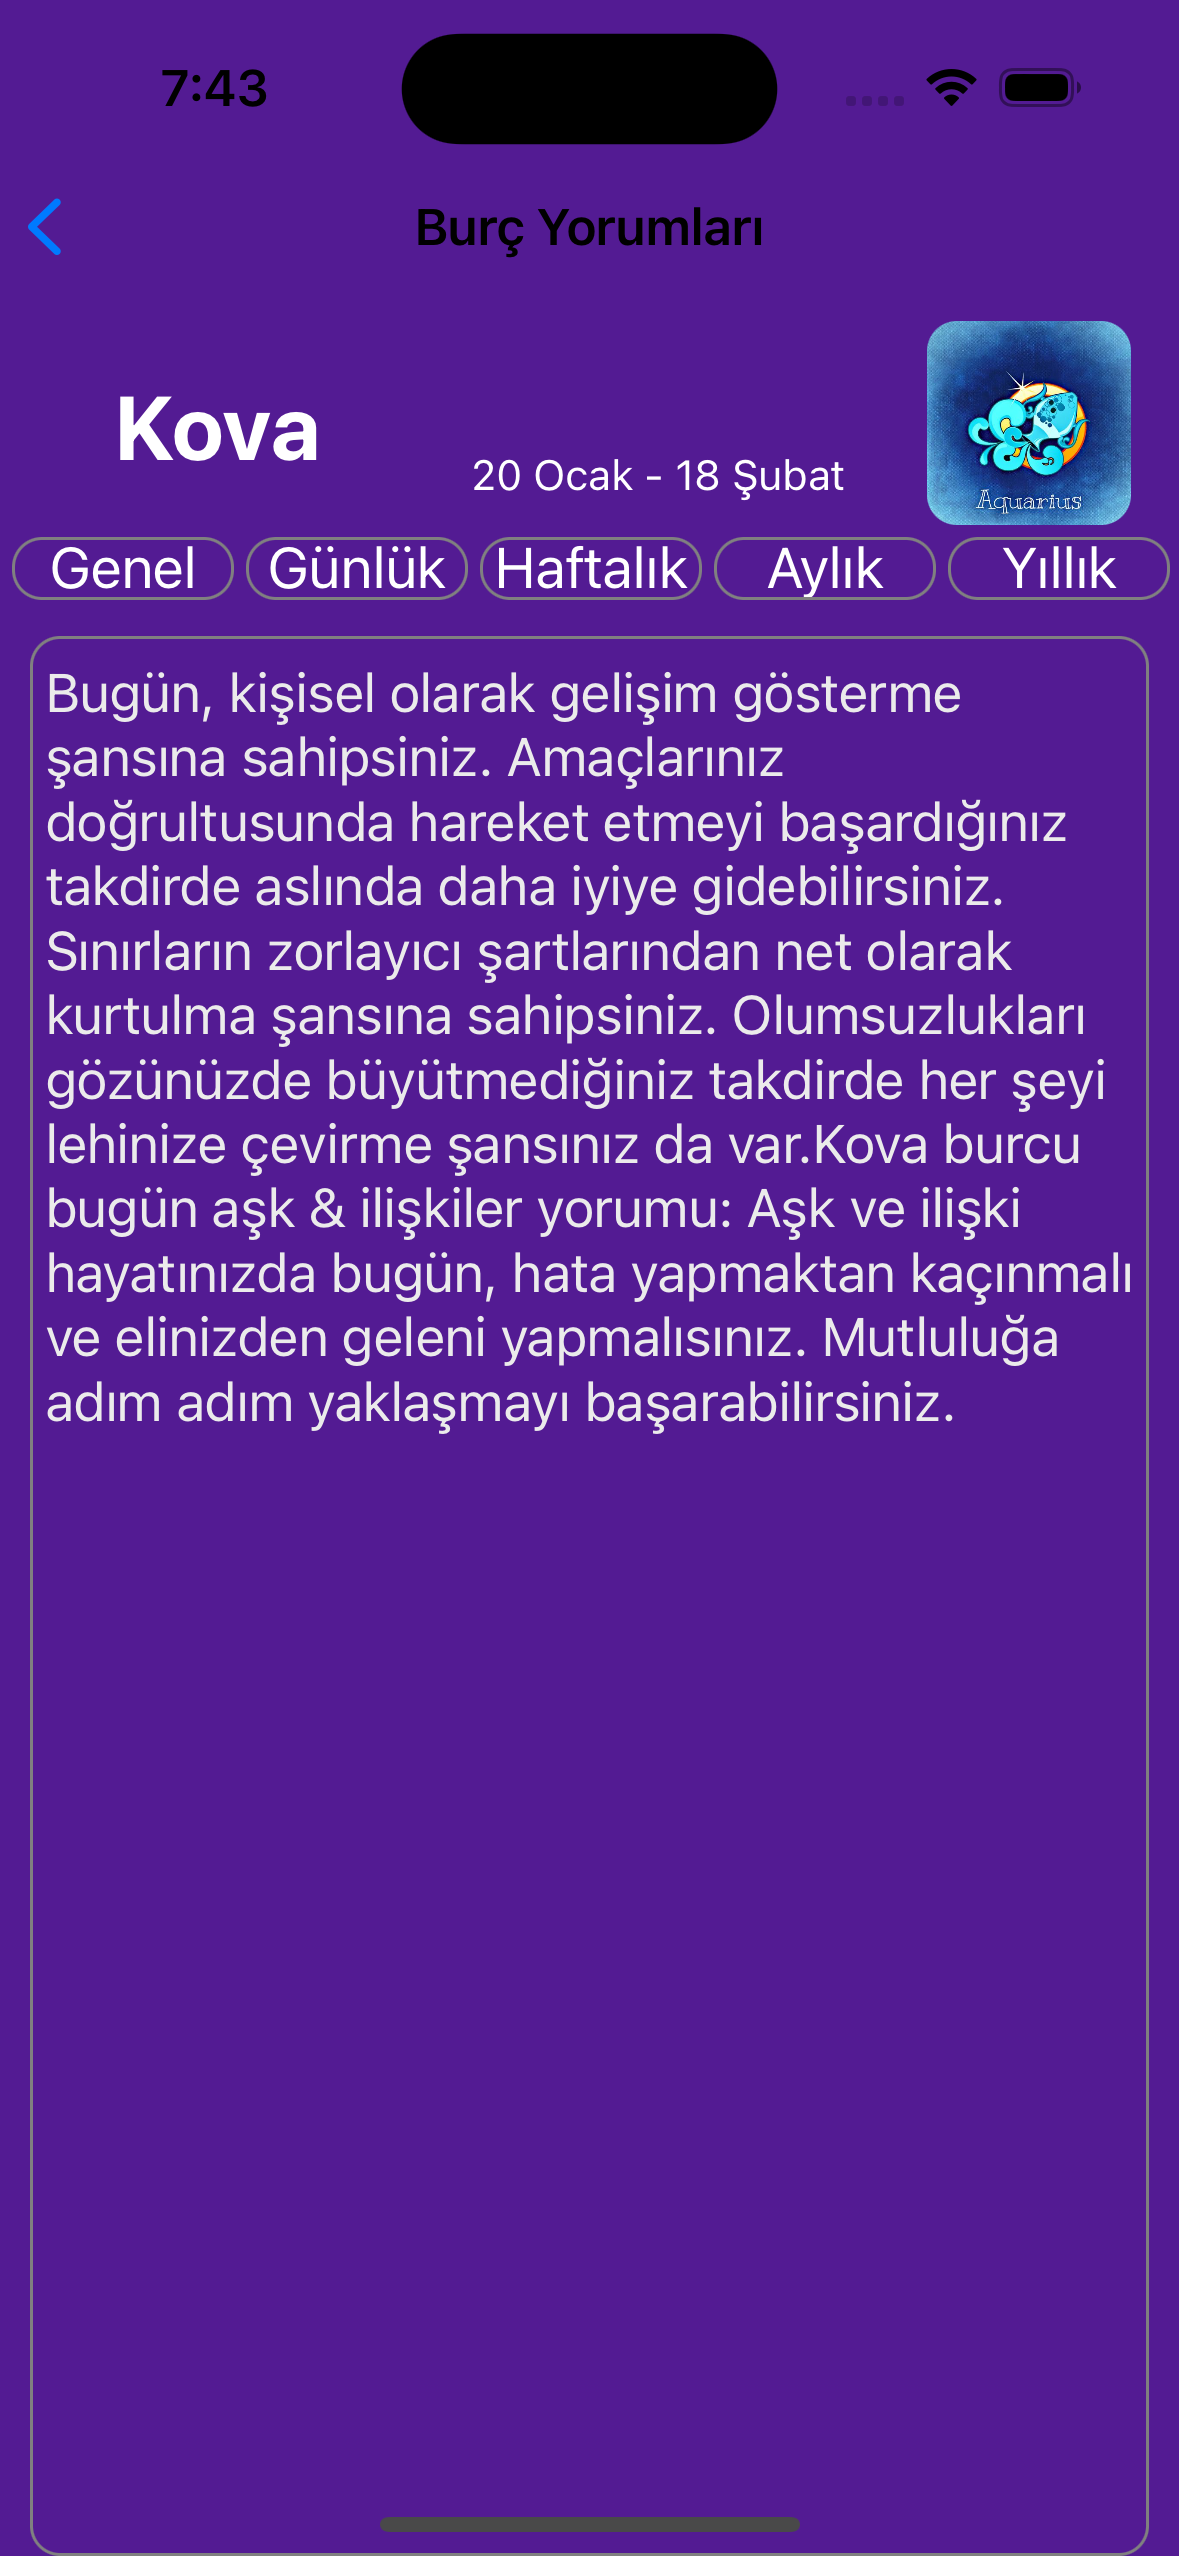 7:43
Burç Yorumları
Kova
20 Ocak - 18 Şubat
Aquarius
Genel Günlük Haftalık Aylık Yıllık
Bugün, kişisel olarak gelişim gösterme
şansına sahipsiniz. Amaçlarınız
doğrultusunda hareket etmeyi başardığınız
takdirde aslında daha iyiye gidebilirsiniz.
Sınırların zorlayıcı şartlarından net olarak
kurtulma şansına sahipsiniz. Olumsuzlukları
gözünüzde büyütmediğiniz takdirde her şeyi
lehinize çevirme şansınız da var.Kova burcu
bugün aşk & ilişkiler yorumu: Aşk ve ilişki
hayatınızda bugün, hata yapmaktan kaçınmalı
ve elinizden geleni yapmalısınız. Mutluluğa
adım adım yaklaşmayı başarabilirsiniz.